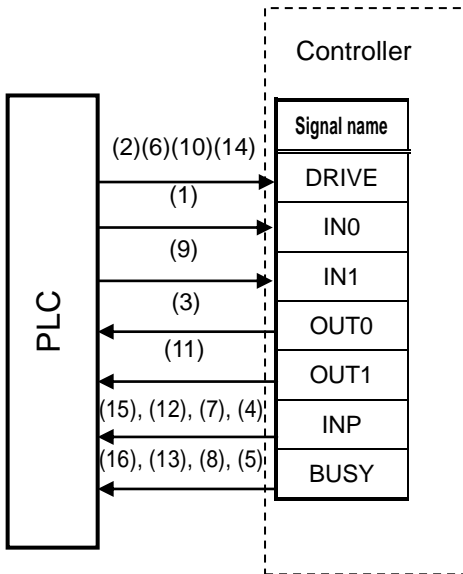 Controller
Signal name
(2)(6)(10)(14)
DRIVE
(1)
IN0
(9)
IN1
(3)
OUT0
(11)
OUT1
(15), (12), (7), (4)
INP
(16), (13), (8), (5)
BUSY
PLC